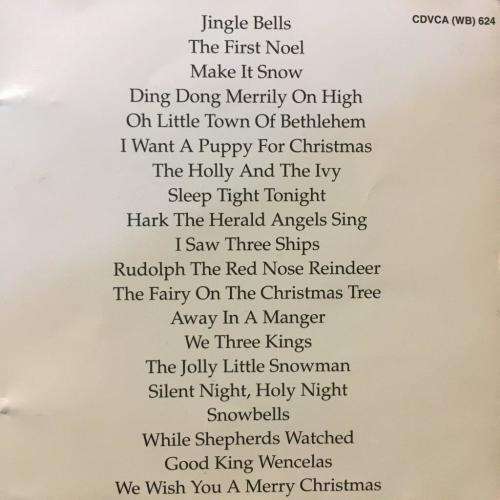 Jingle Bells
CDVCA (WB) 624
The First Noel
Make It Snow
Ding Dong Merrily On High
Oh Little Town Of Bethlehem
I Want A Puppy For Christmas
The Holly And The Ivy
Sleep Tight Tonight
Hark The Herald Angels Sing
I Saw Three Ships
Rudolph The Red Nose Reindeer
The Fairy On The Christmas Tree
Away In A Manger
We Three Kings
The Jolly Little Snowman
Silent Night, Holy Night
Snowbells
While Shepherds Watched
Good King Wencelas
We Wish You A Merry Christmas